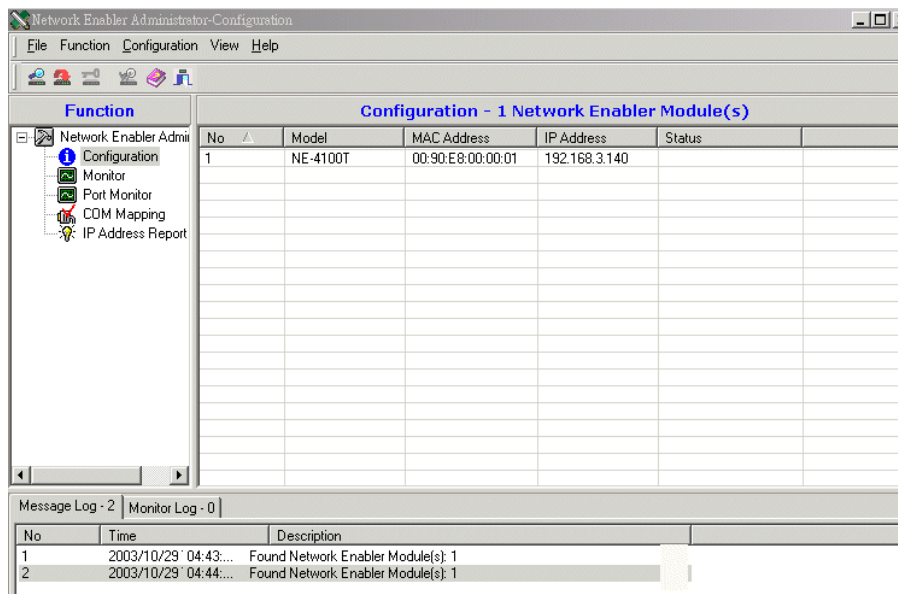 Network Enabler Administrator-Configuration
File Function Configuration View Help
Function
Configuration - 1 Network Enabler Module(s)
Network Enabler Admi
Configuration
Monitor
Port Monitor
COM Mapping
IP Address Report
No Model MAC Address IP Address Status
1 NE-4100T 00:90:E8:00:00:01 192.168.3.140
Message Log - 2 Monitor Log - 0
No Time Description
1 2003/10/29 04:43:... Found Network Enabler Module(s): 1
2 2003/10/29 04:44:... Found Network Enabler Module(s): 1